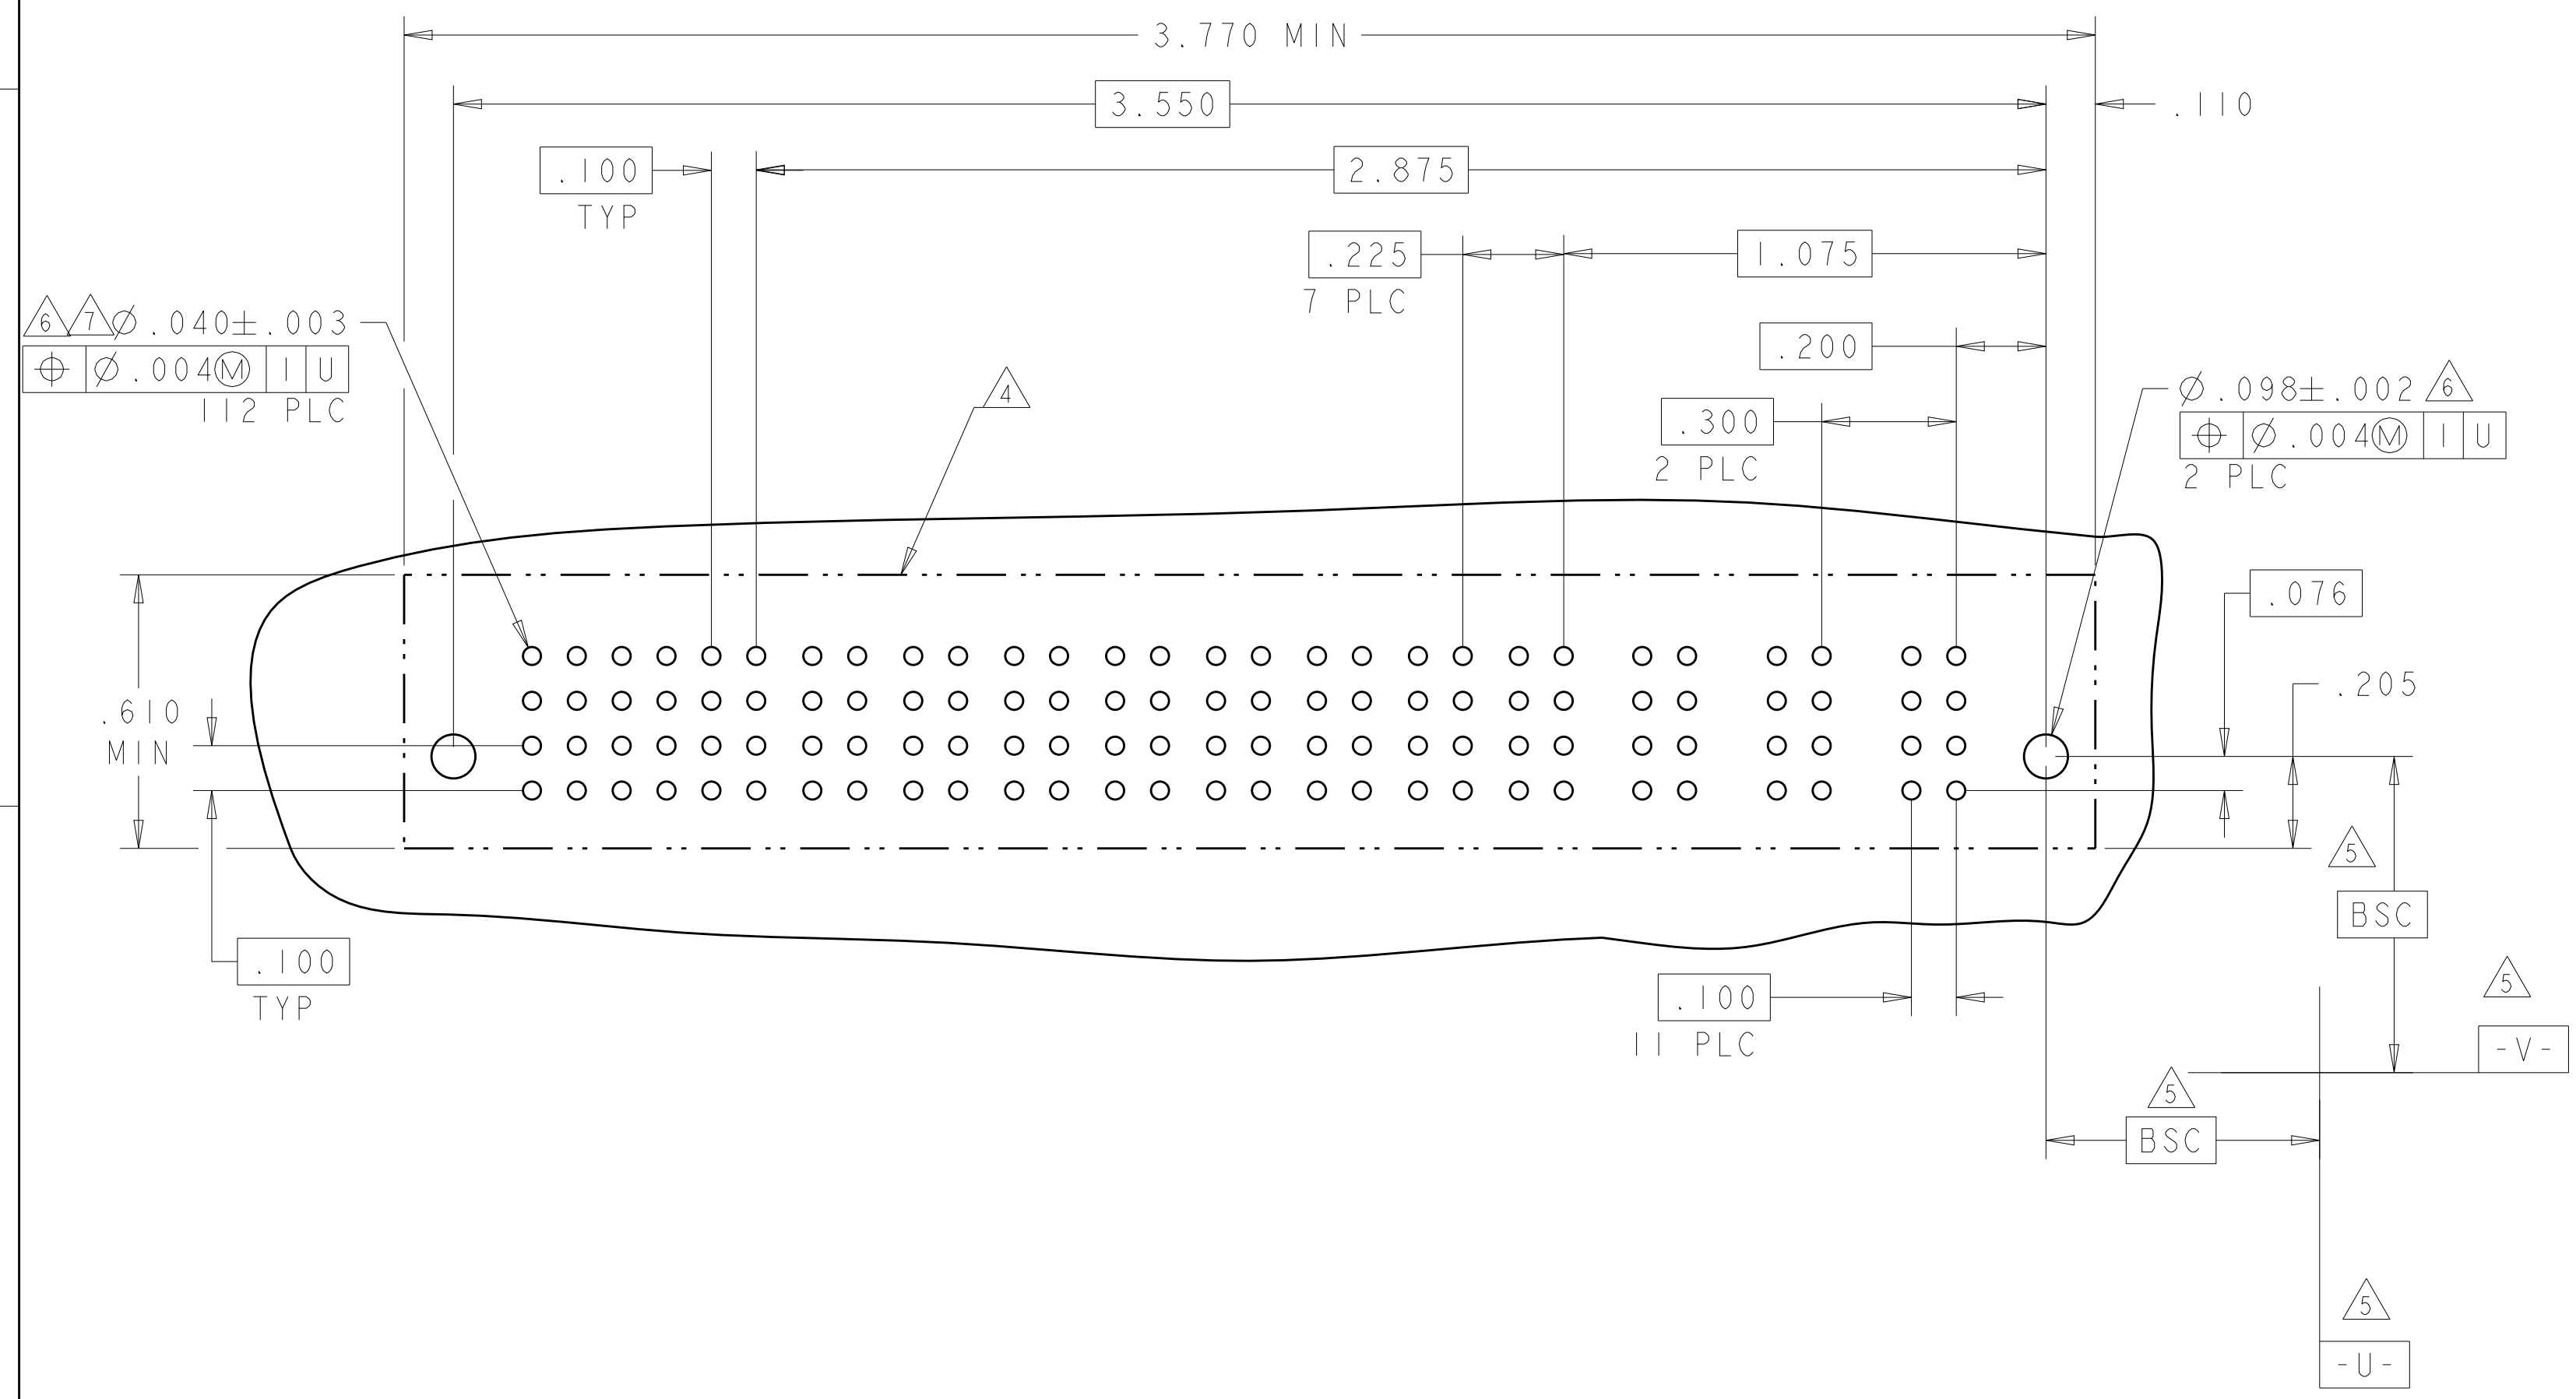 3.770 MIN
3.550
.110
.100
TYP
2.875
.225
7 PLC
1.075
6 7 Ø.040±.003
⌖ Ø.004Ⓜ I U
112 PLC
.200
4
Ø.098±.002 6
⌖ Ø.004Ⓜ I U
2 PLC
.300
2 PLC
.076
.205
.610
MIN
5
BSC
.100
TYP
.100
11 PLC
5
-V-
5
BSC
5
-U-